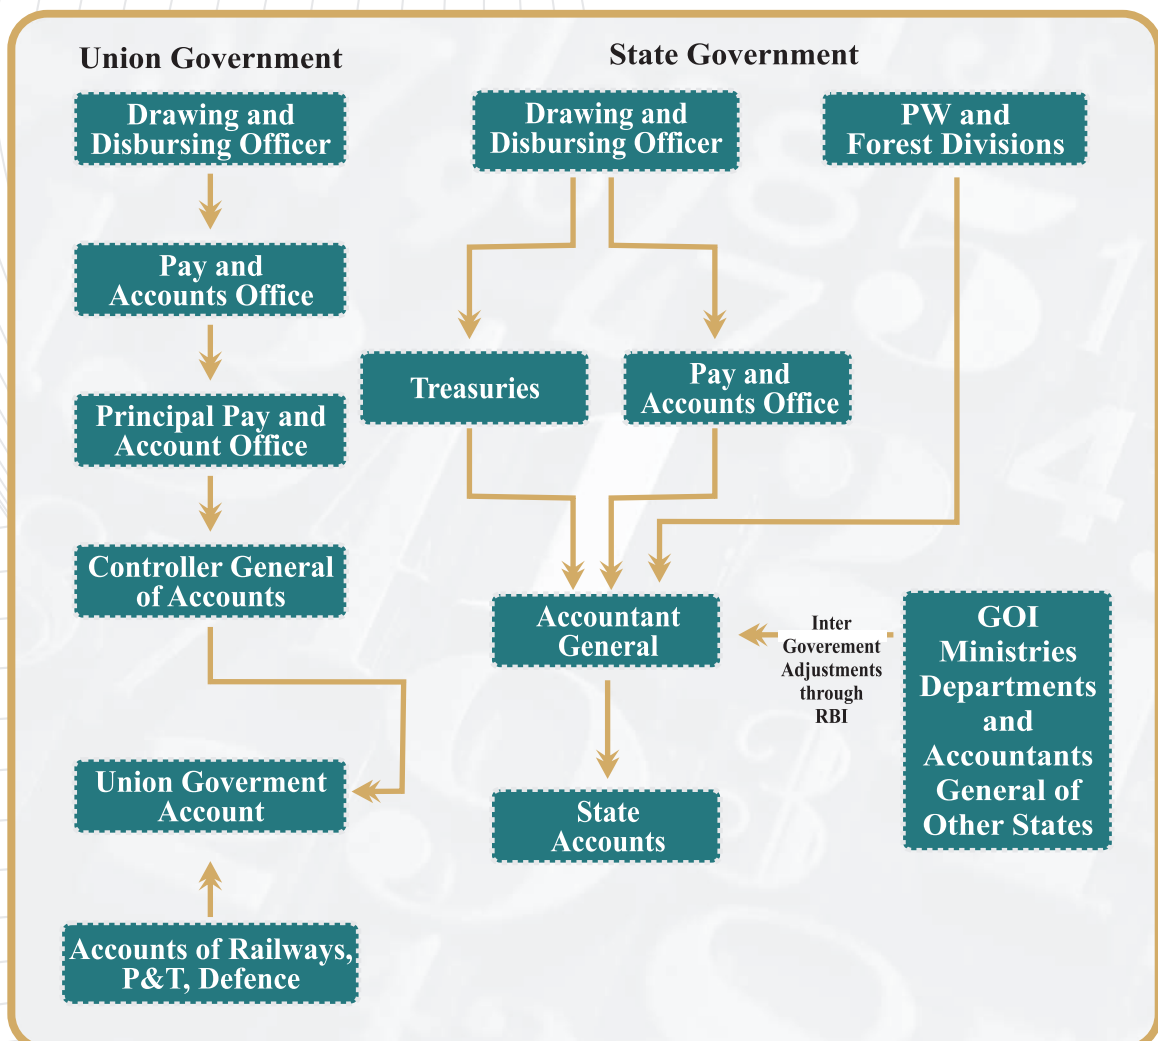 Union Government
Drawing and
Disbursing Officer
Pay and
Accounts Office
Principal Pay and
Account Office
Controller General
of Accounts
Union Goverment
Account
Accounts of Railways,
P&T, Defence
State Government
Drawing and
Disbursing Officer
PW and
Forest Divisions
Treasuries
Pay and
Accounts Office
Accountant
General
Inter
Goverement
Adjustments
through
RBI
GOI
Ministries
Departments
and
Accountants
General of
Other States
State
Accounts